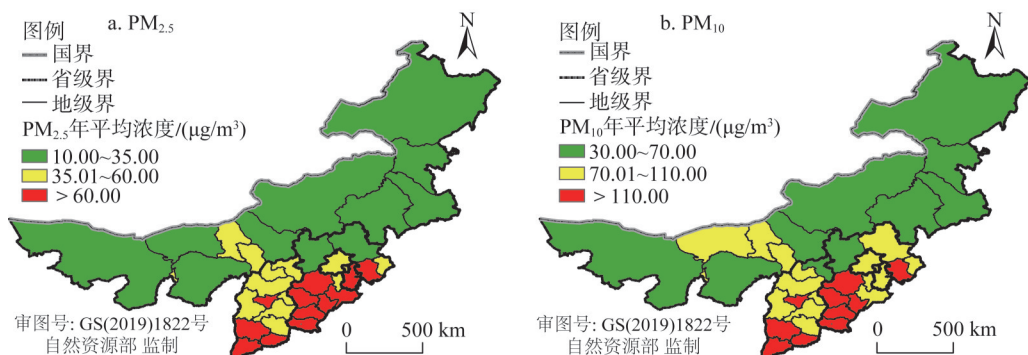 a. PM₂.₅
N
图例
国界
省级界
地级界
PM₂.₅年平均浓度/(μg/m³)
10.00~35.00
35.01~60.00
> 60.00
审图号: GS(2019)1822号
自然资源部 监制
0 500 km
b. PM₁₀
N
图例
国界
省级界
地级界
PM₁₀年平均浓度/(μg/m³)
30.00~70.00
70.01~110.00
> 110.00
审图号: GS(2019)1822号
自然资源部 监制
0 500 km